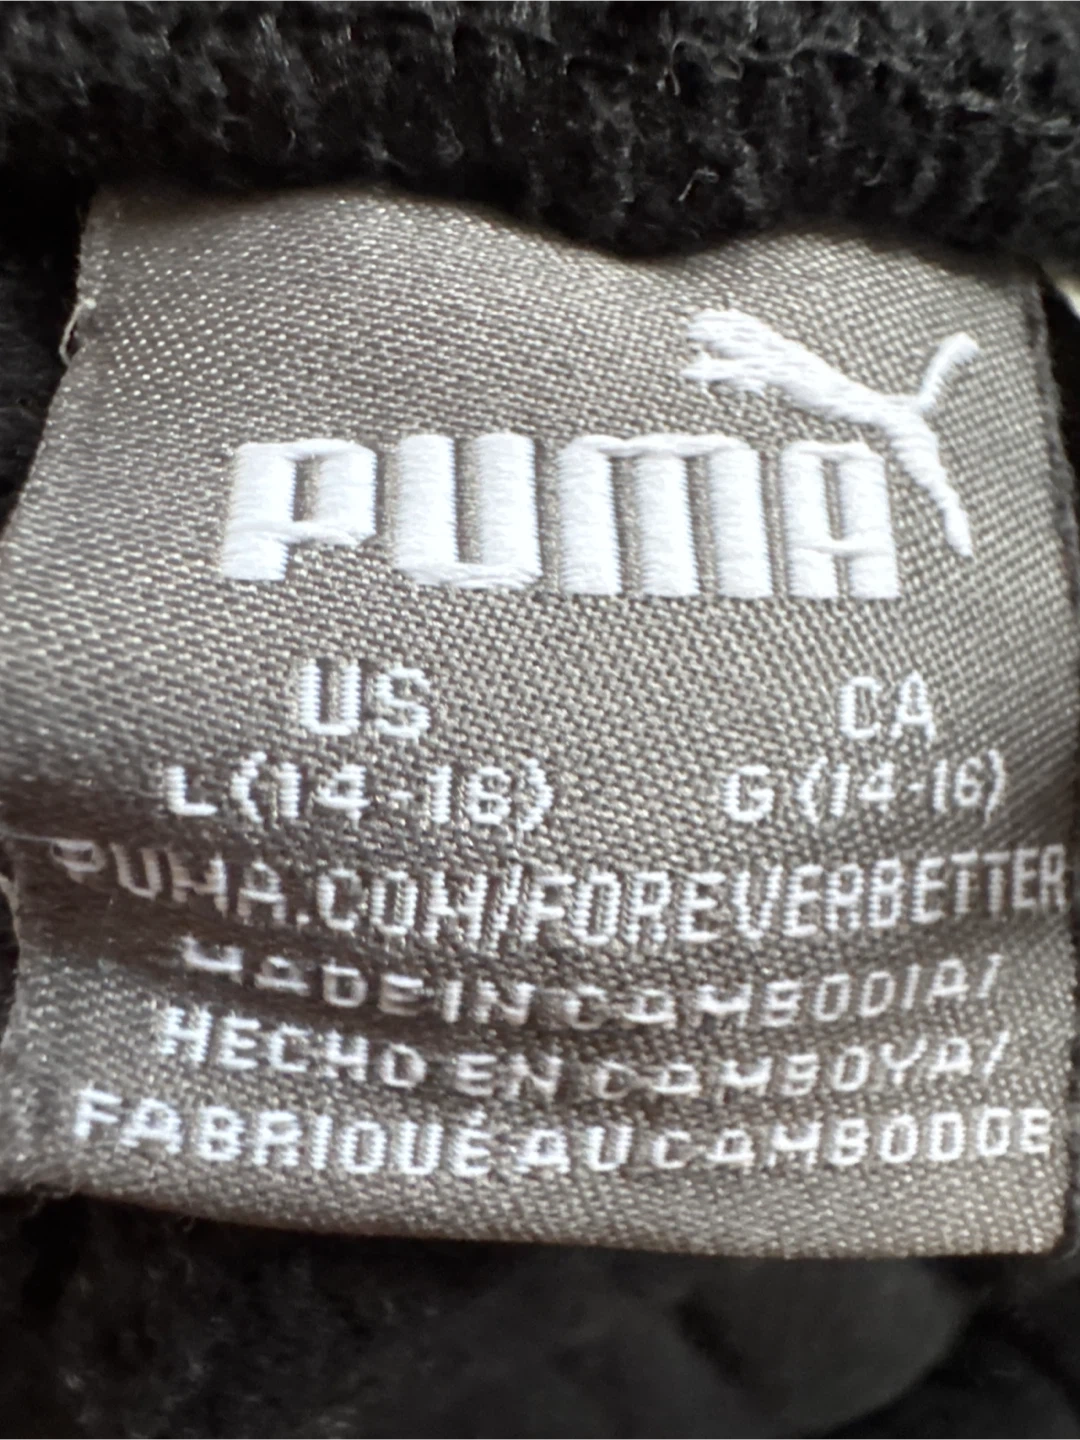 PUMA
US CA
L (14-16) G (14-16)
PUMA.COM/FOREVERBETTER
MADE IN CAMBODIA/
HECHO EN CAMBOYA/
FABRIQUÉ AU CAMBODGE